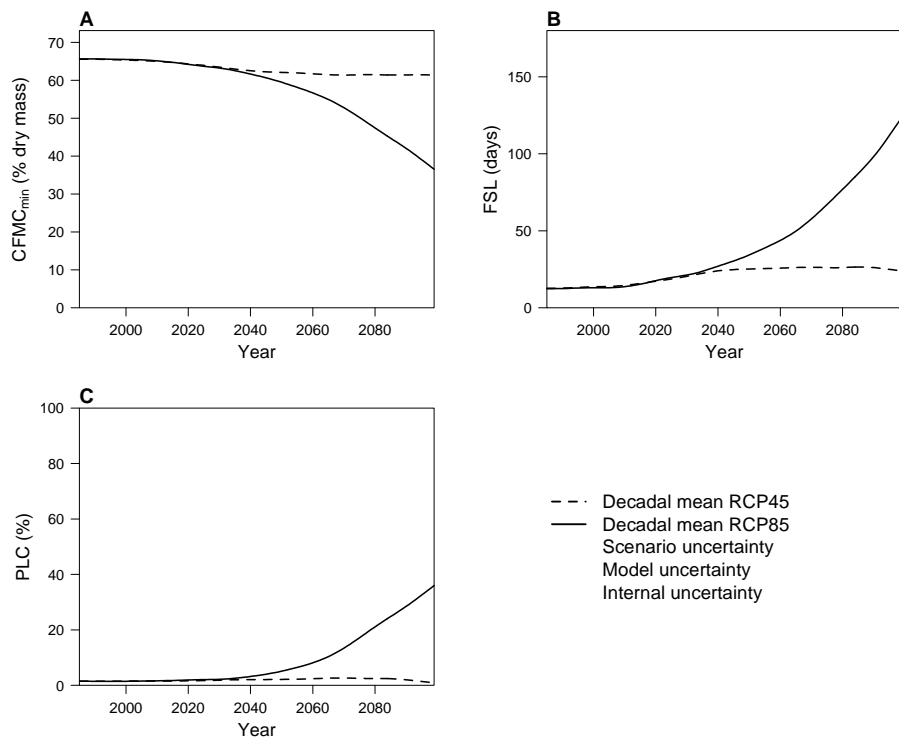 A
70
60
50
40
30
20
10
0
CFMCmin (% dry mass)
2000 2020 2040 2060 2080
Year
B
150
100
50
0
FSL (days)
2000 2020 2040 2060 2080
Year
C
100
80
60
40
20
0
PLC (%)
2000 2020 2040 2060 2080
Year
Decadal mean RCP45
Decadal mean RCP85
Scenario uncertainty
Model uncertainty
Internal uncertainty